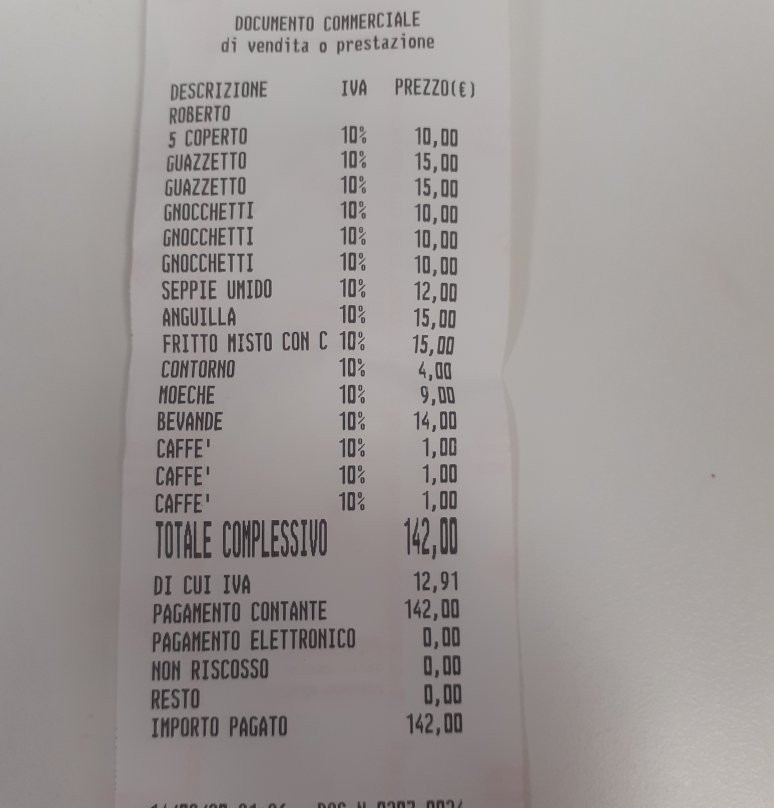 DOCUMENTO COMMERCIALE
di vendita o prestazione
DESCRIZIONE IVA PREZZO(€)
ROBERTO
5 COPERTO 10% 10,00
GUAZZETTO 10% 15,00
GUAZZETTO 10% 15,00
GNOCCHETTI 10% 10,00
GNOCCHETTI 10% 10,00
GNOCCHETTI 10% 10,00
SEPPIE UMIDO 10% 12,00
ANGUILLA 10% 15,00
FRITTO MISTO CON C 10% 15,00
CONTORNO 10% 4,00
MOECHE 10% 9,00
BEVANDE 10% 14,00
CAFFE' 10% 1,00
CAFFE' 10% 1,00
CAFFE' 10% 1,00
TOTALE COMPLESSIVO 142,00
DI CUI IVA 12,91
PAGAMENTO CONTANTE 142,00
PAGAMENTO ELETTRONICO 0,00
NON RISCOSSO 0,00
RESTO 0,00
IMPORTO PAGATO 142,00